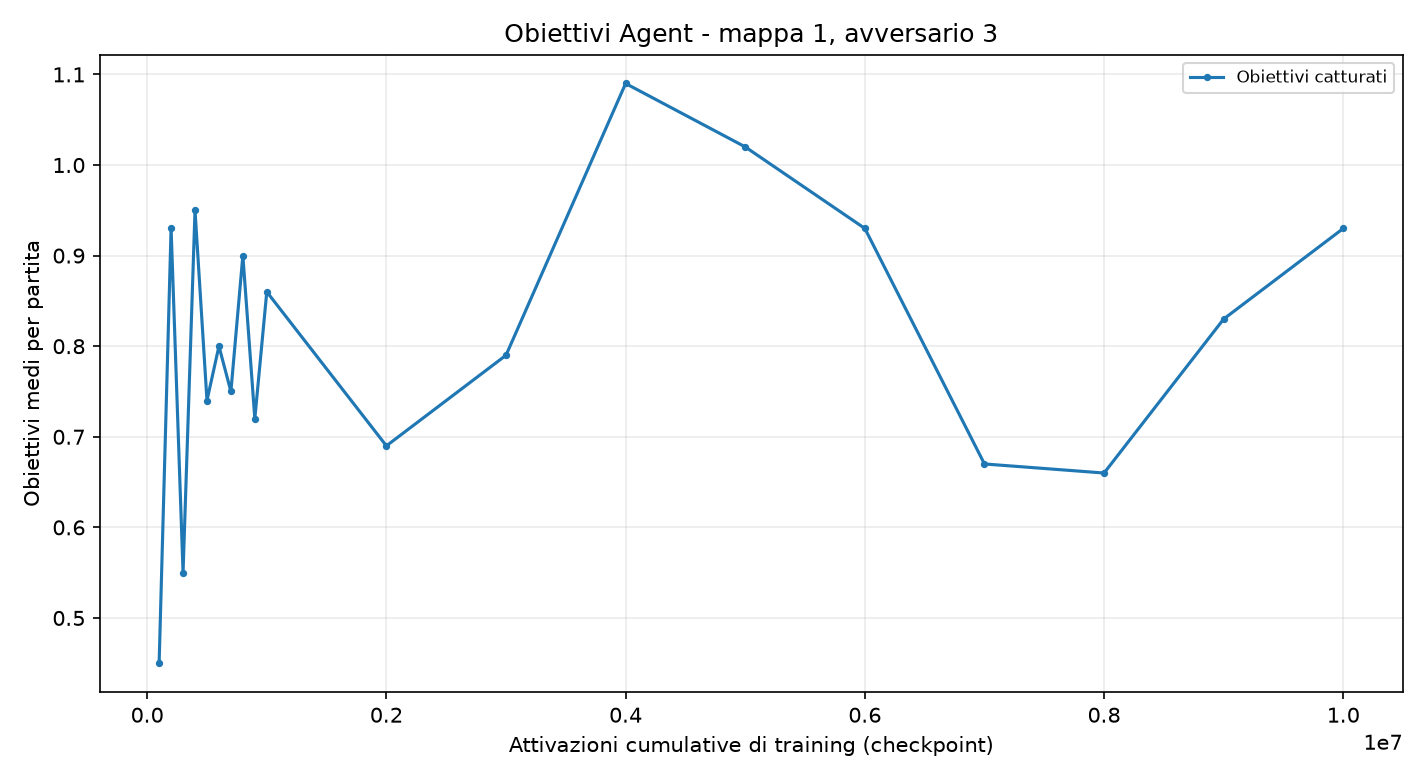 Obiettivi Agent - mappa 1, avversario 3
Obiettivi catturati
Obiettivi medi per partita
1.1
1.0
0.9
0.8
0.7
0.6
0.5
0.0 0.2 0.4 0.6 0.8 1.0
1e7
Attivazioni cumulative di training (checkpoint)